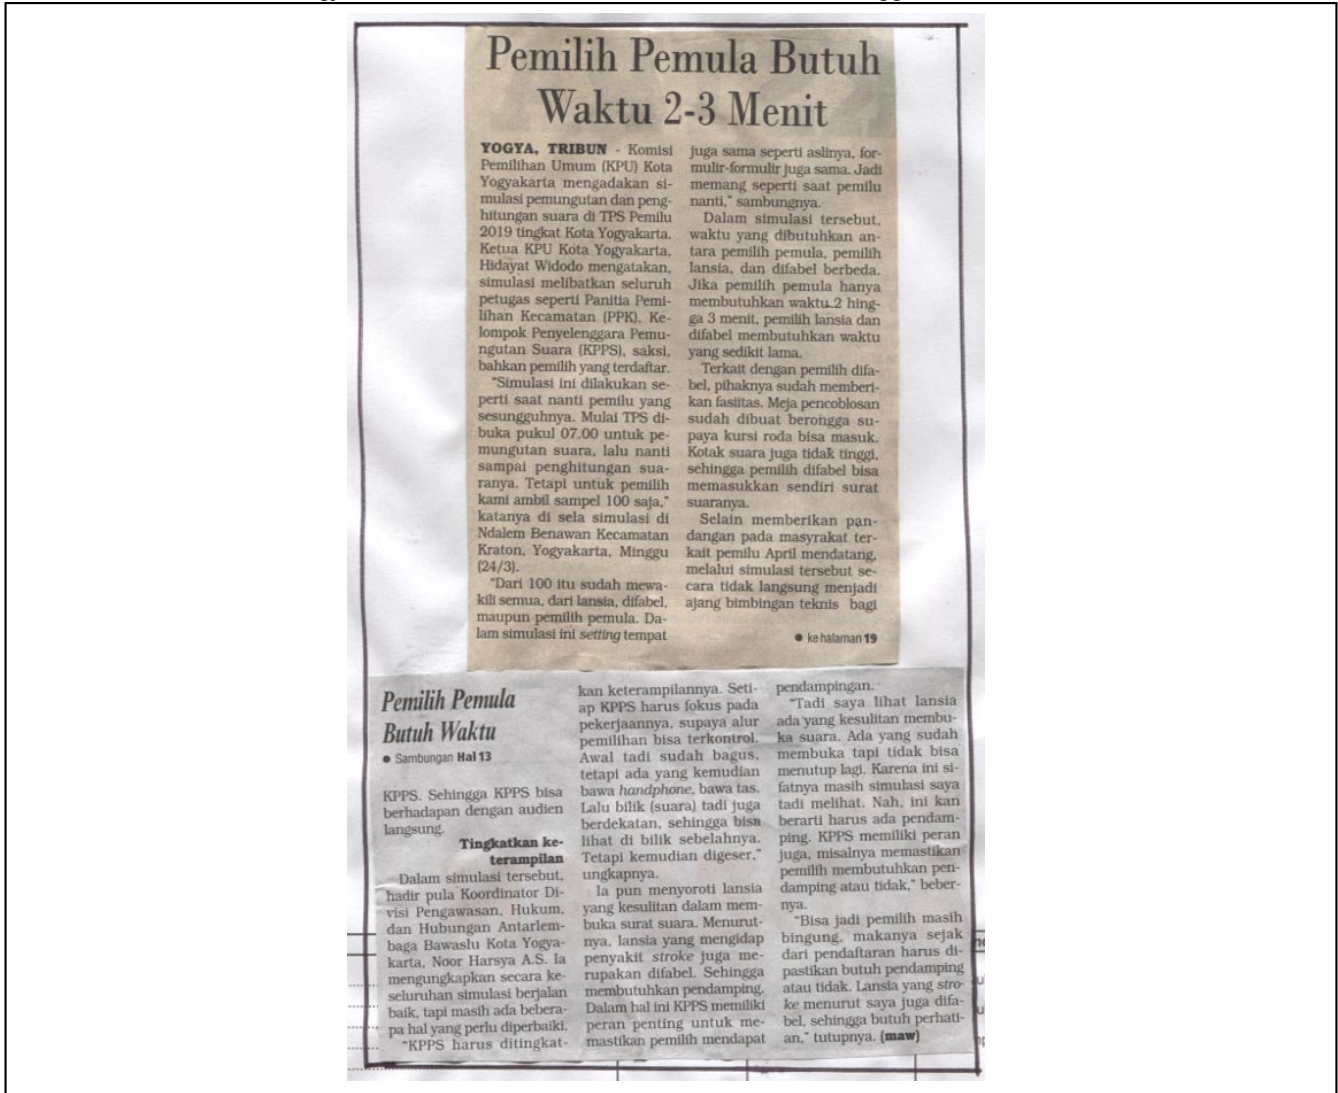 Pemilih Pemula Butuh
Waktu 2-3 Menit
YOGYA, TRIBUN - Komisi
Pemilihan Umum (KPU) Kota
Yogyakarta mengadakan si-
mulasi pemungutan dan peng-
hitungan suara di TPS Pemilu
2019 tingkat Kota Yogyakarta.
Ketua KPU Kota Yogyakarta,
Hidayat Widodo mengatakan,
simulasi melibatkan seluruh
petugas seperti Panitia Pemi-
lihan Kecamatan (PPK), Ke-
lompok Penyelenggara Pemu-
ngutan Suara (KPPS), saksi,
bahkan pemilih yang terdaftar.
"Simulasi ini dilakukan se-
perti saat nanti pemilu yang
sesungguhnya. Mulai TPS di-
buka pukul 07.00 untuk pe-
mungutan suara, lalu nanti
sampai penghitungan sua-
ranya. Tetapi untuk pemilih
kami ambil sampel 100 saja,"
katanya di sela simulasi di
Ndalem Benawan Kecamatan
Kraton, Yogyakarta, Minggu
(24/3).
"Dari 100 itu sudah mewa-
kili semua, dari lansia, difabel,
maupun pemilih pemula. Da-
lam simulasi ini setting tempat
juga sama seperti aslinya, for-
mulir-formulir juga sama. Jadi
memang seperti saat pemilu
nanti," sambungnya.
Dalam simulasi tersebut,
waktu yang dibutuhkan an-
tara pemilih pemula, pemilih
lansia, dan difabel berbeda.
Jika pemilih pemula hanya
membutuhkan waktu 2 hing-
ga 3 menit, pemilih lansia dan
difabel membutuhkan waktu
yang sedikit lama.
Terkait dengan pemilih difa-
bel, pihaknya sudah memberi-
kan fasiitas. Meja pencoblosan
sudah dibuat berongga su-
paya kursi roda bisa masuk.
Kotak suara juga tidak tinggi,
sehingga pemilih difabel bisa
memasukkan sendiri surat
suaranya.
Selain memberikan pan-
dangan pada masyrakat ter-
kait pemilu April mendatang,
melalui simulasi tersebut se-
cara tidak langsung menjadi
ajang bimbingan teknis bagi
● ke halaman 19
Pemilih Pemula
Butuh Waktu
● Sambungan Hal 13
KPPS. Sehingga KPPS bisa
berhadapan dengan audien
langsung.
Tingkatkan ke-
terampilan
Dalam simulasi tersebut,
hadir pula Koordinator Di-
visi Pengawasan, Hukum,
dan Hubungan Antarlem-
baga Bawaslu Kota Yogya-
karta, Noor Harsya A.S. Ia
mengungkapkan secara ke-
seluruhan simulasi berjalan
baik, tapi masih ada bebera-
pa hal yang perlu diperbaiki.
"KPPS harus ditingkat-
kan keterampilannya. Seti-
ap KPPS harus fokus pada
pekerjaannya, supaya alur
pemilihan bisa terkontrol.
Awal tadi sudah bagus,
tetapi ada yang kemudian
bawa handphone, bawa tas.
Lalu bilik (suara) tadi juga
berdekatan, sehingga bisa
lihat di bilik sebelahnya.
Tetapi kemudian digeser,"
ungkapnya.
Ia pun menyoroti lansia
yang kesulitan dalam mem-
buka surat suara. Menurut-
nya, lansia yang mengidap
penyakit stroke juga me-
rupakan difabel. Sehingga
membutuhkan pendamping.
Dalam hal ini KPPS memiliki
peran penting untuk me-
mastikan pemilih mendapat
pendampingan.
"Tadi saya lihat lansia
ada yang kesulitan membu-
ka suara. Ada yang sudah
membuka tapi tidak bisa
menutup lagi. Karena ini si-
fatnya masih simulasi saya
tadi melihat. Nah, ini kan
berarti harus ada pendam-
ping. KPPS memiliki peran
juga, misalnya memastikan
pemilih membutuhkan pen-
damping atau tidak," beber-
nya.
"Bisa jadi pemilih masih
bingung, makanya sejak
dari pendaftaran harus di-
pastikan butuh pendamping
atau tidak. Lansia yang stro-
ke menurut saya juga difa-
bel, sehingga butuh perhati-
an," tutupnya. (maw)